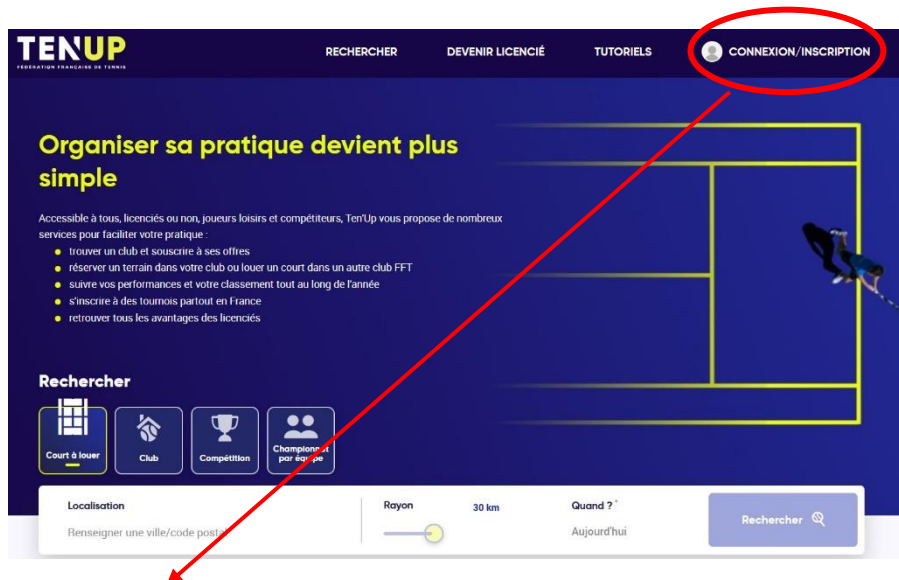 TENUP
FÉDÉRATION FRANÇAISE DE TENNIS
RECHERCHER
DEVENIR LICENCIÉ
TUTORIELS
CONNEXION/INSCRIPTION
Organiser sa pratique devient plus
simple
Accessible à tous, licenciés ou non, joueurs loisirs et compétiteurs, Ten'Up vous propose de nombreux
services pour faciliter votre pratique :
trouver un club et souscrire à ses offres
réserver un terrain dans votre club ou louer un court dans un autre club FFT
suivre vos performances et votre classement tout au long de l'année
s'inscrire à des tournois partout en France
retrouver tous les avantages des licenciés
Rechercher
Court à louer
Club
Compétition
Championnat
par équipe
Localisation
Rayon
30 km
Quand ? *
Renseigner une ville/code postal
Aujourd'hui
Rechercher